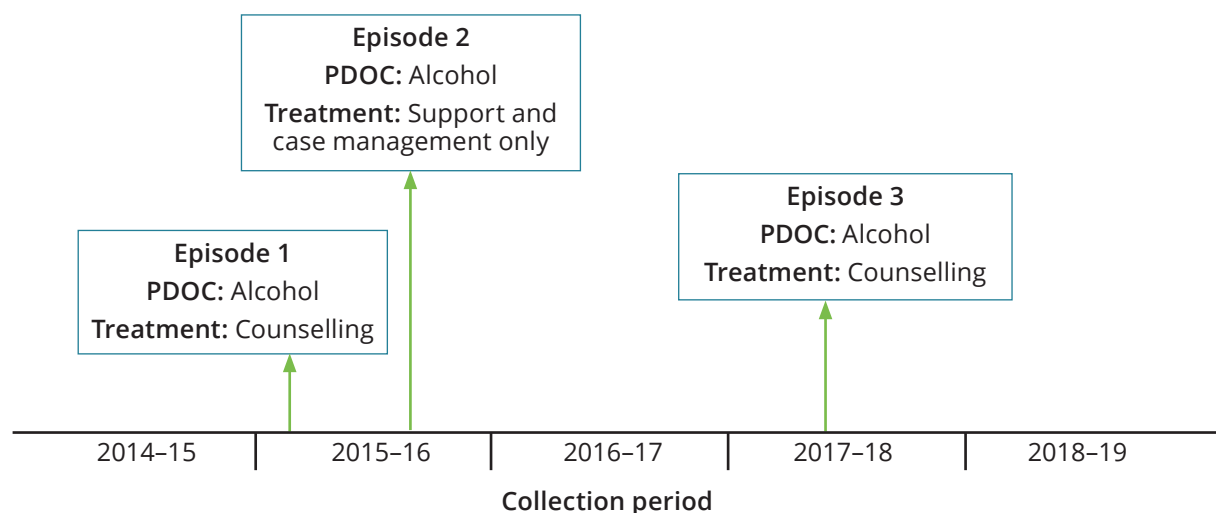 Episode 2
PDOC: Alcohol
Treatment: Support and
case management only
Episode 3
PDOC: Alcohol
Treatment: Counselling
Episode 1
PDOC: Alcohol
Treatment: Counselling
2014–15
2015–16
2016–17
2017–18
2018–19
Collection period